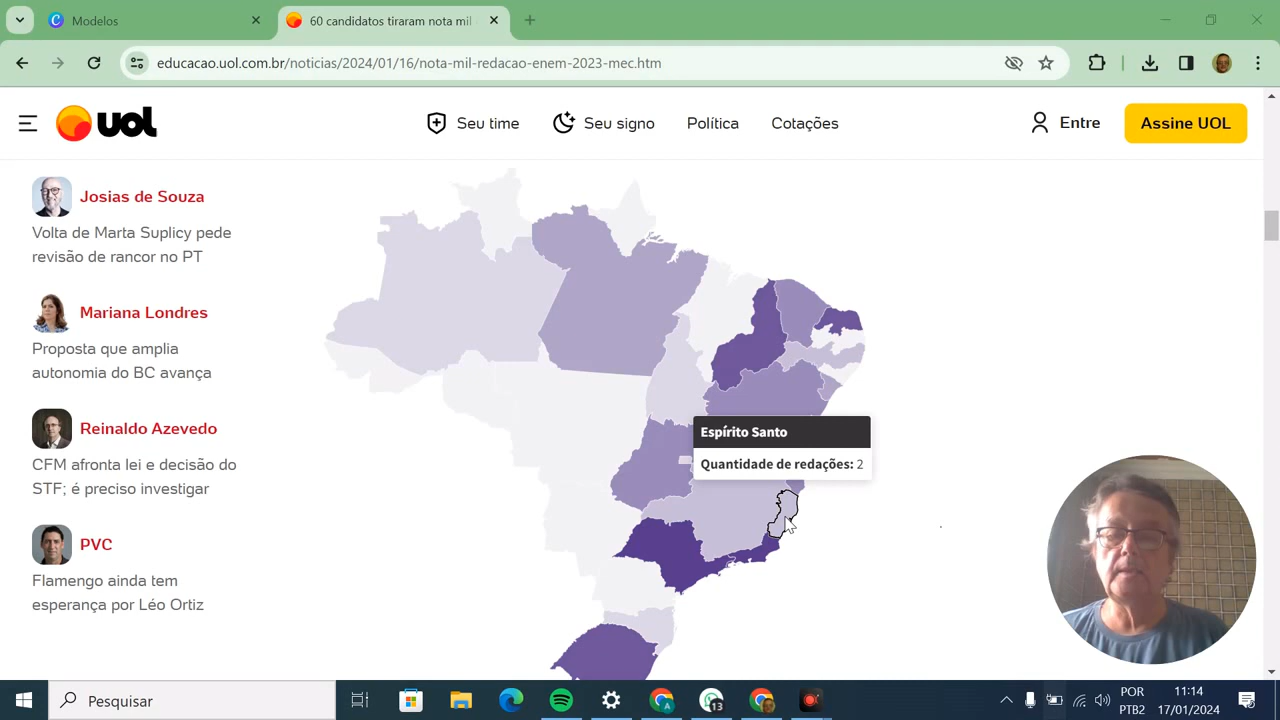 Modelos
60 candidatos tiraram nota mil
educacao.uol.com.br/noticias/2024/01/16/nota-mil-redacao-enem-2023-mec.htm
uol
Seu time
Seu signo
Política
Cotações
Entre
Assine UOL
Josias de Souza
Volta de Marta Suplicy pede
revisão de rancor no PT
Mariana Londres
Proposta que amplia
autonomia do BC avança
Reinaldo Azevedo
CFM afronta lei e decisão do
STF; é preciso investigar
PVC
Flamengo ainda tem
esperança por Léo Ortiz
Espírito Santo
Quantidade de redações: 2
Pesquisar
A
13
POR
PTB2
11:14
17/01/2024